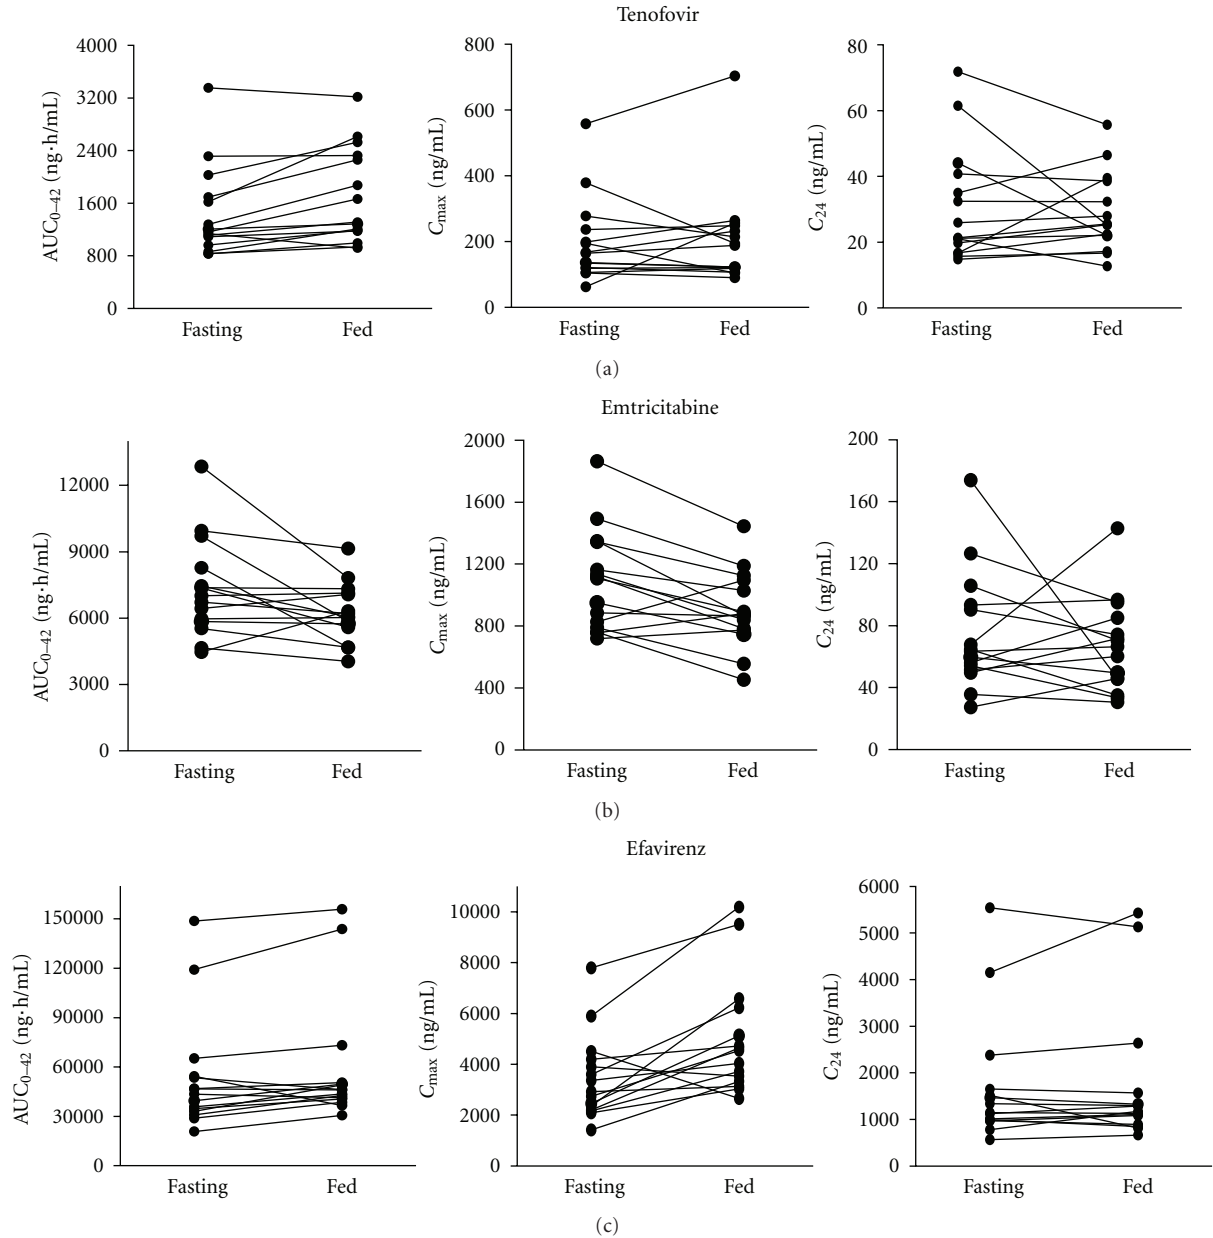 Tenofovir
AUC0–42 (ng·h/mL)
4000
3200
2400
1600
800
0
Fasting
Fed
Cmax (ng/mL)
800
600
400
200
0
Fasting
Fed
C24 (ng/mL)
80
60
40
20
0
Fasting
Fed
(a)
Emtricitabine
AUC0–42 (ng·h/mL)
12000
9000
6000
3000
0
Fasting
Fed
Cmax (ng/mL)
2000
1600
1200
800
400
0
Fasting
Fed
C24 (ng/mL)
200
160
120
80
40
0
Fasting
Fed
(b)
Efavirenz
AUC0–42 (ng·h/mL)
150000
120000
90000
60000
30000
0
Fasting
Fed
Cmax (ng/mL)
10000
8000
6000
4000
2000
0
Fasting
Fed
C24 (ng/mL)
6000
5000
4000
3000
2000
1000
0
Fasting
Fed
(c)